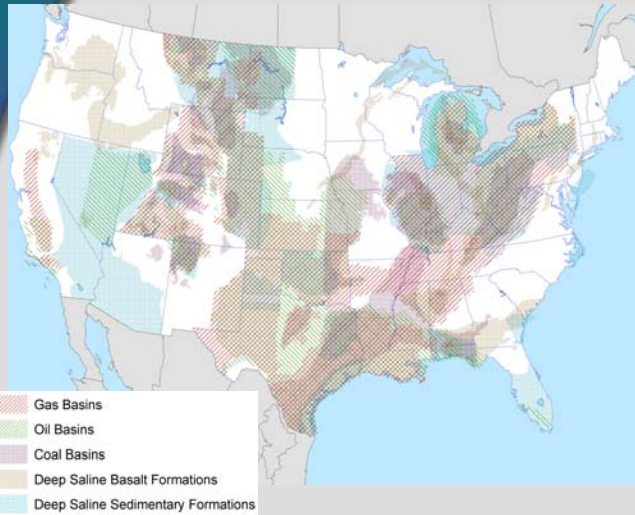 Gas Basins
Oil Basins
Coal Basins
Deep Saline Basalt Formations
Deep Saline Sedimentary Formations